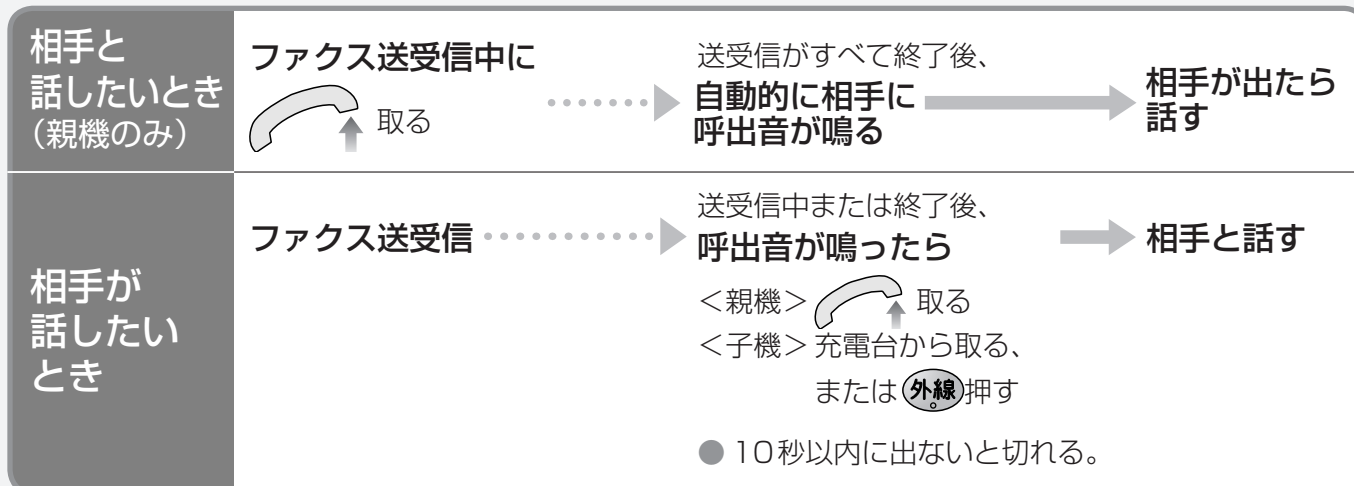 相手と
話したいとき
（親機のみ）
ファクス送受信中に
取る
送受信がすべて終了後、
自動的に相手に
呼出音が鳴る
相手が出たら
話す
相手が
話したい
とき
ファクス送受信
送受信中または終了後、
呼出音が鳴ったら
＜親機＞ 取る
＜子機＞ 充電台から取る、
または 外線 押す
● 10秒以内に出ないと切れる。
相手と話す